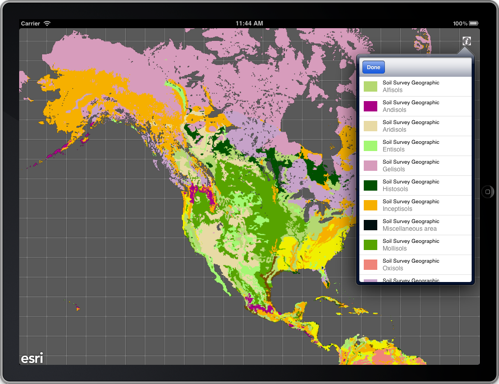 Carrier 11:44 AM 100%
Done
Soil Survey Geographic
Alfisols
Soil Survey Geographic
Andisols
Soil Survey Geographic
Aridisols
Soil Survey Geographic
Entisols
Soil Survey Geographic
Gelisols
Soil Survey Geographic
Histosols
Soil Survey Geographic
Inceptisols
Soil Survey Geographic
Miscellaneous area
Soil Survey Geographic
Mollisols
Soil Survey Geographic
Oxisols
Soil Survey Geographic
esri